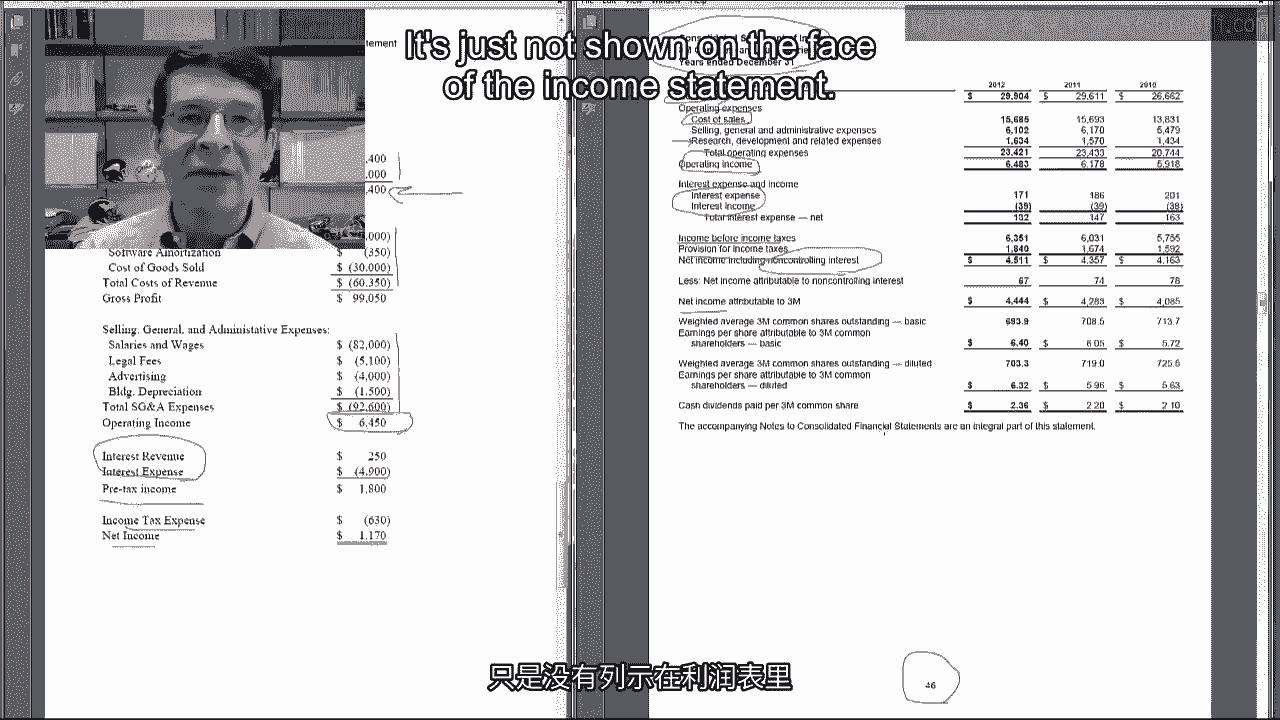 It's just not shown on the face
of the income statement.
tement
,400
,000
,400
,000)
Software Amortization $ (350)
Cost of Goods Sold $ (30,000)
Total Costs of Revenue $ (60,350)
Gross Profit $ 99,050
Selling, General, and Administative Expenses:
Salaries and Wages $ (82,000)
Legal Fees $ (5,100)
Advertising $ (4,000)
Bldg. Depreciation $ (1,500)
Total SG&A Expenses $ (92,600)
Operating Income $ 6,450
Interest Revenue $ 250
Interest Expense $ (4,900)
Pre-tax income $ 1,800
Income Tax Expense $ (630)
Net Income $ 1,170
Years ended December 31
2012 2011 2010
$ 29,904 $ 29,611 $ 26,662
Operating expenses
Cost of sales 15,685 15,693 13,831
Selling, general and administrative expenses 6,102 6,170 5,479
Research, development and related expenses 1,634 1,570 1,434
Total operating expenses 23,421 23,433 20,744
Operating income 6,483 6,178 5,918
Interest expense and income
Interest expense 171 186 201
Interest income (39) (39) (38)
Total interest expense — net 132 147 163
Income before income taxes 6,351 6,031 5,755
Provision for income taxes 1,840 1,674 1,592
Net income including noncontrolling interest $ 4,511 $ 4,357 $ 4,163
Less: Net income attributable to noncontrolling interest 67 74 78
Net income attributable to 3M $ 4,444 $ 4,283 $ 4,085
Weighted average 3M common shares outstanding — basic 693.9 708.5 713.7
Earnings per share attributable to 3M common
shareholders — basic $ 6.40 $ 6.05 $ 5.72
Weighted average 3M common shares outstanding — diluted 703.3 719.0 725.5
Earnings per share attributable to 3M common
shareholders — diluted $ 6.32 $ 5.96 $ 5.63
Cash dividends paid per 3M common share $ 2.36 $ 2.20 $ 2.10
The accompanying Notes to Consolidated Financial Statements are an integral part of this statement.
46
只是没有列示在利润表里